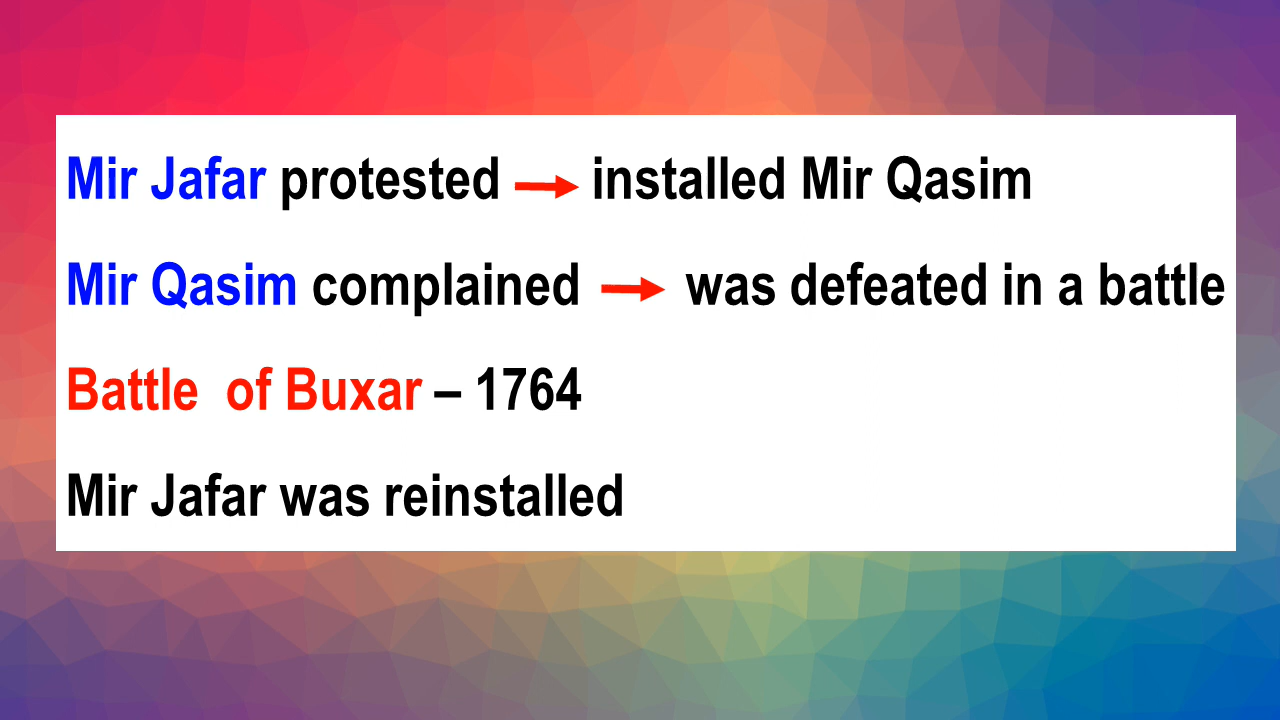 Mir Jafar protested → installed Mir Qasim
Mir Qasim complained → was defeated in a battle
Battle of Buxar – 1764
Mir Jafar was reinstalled